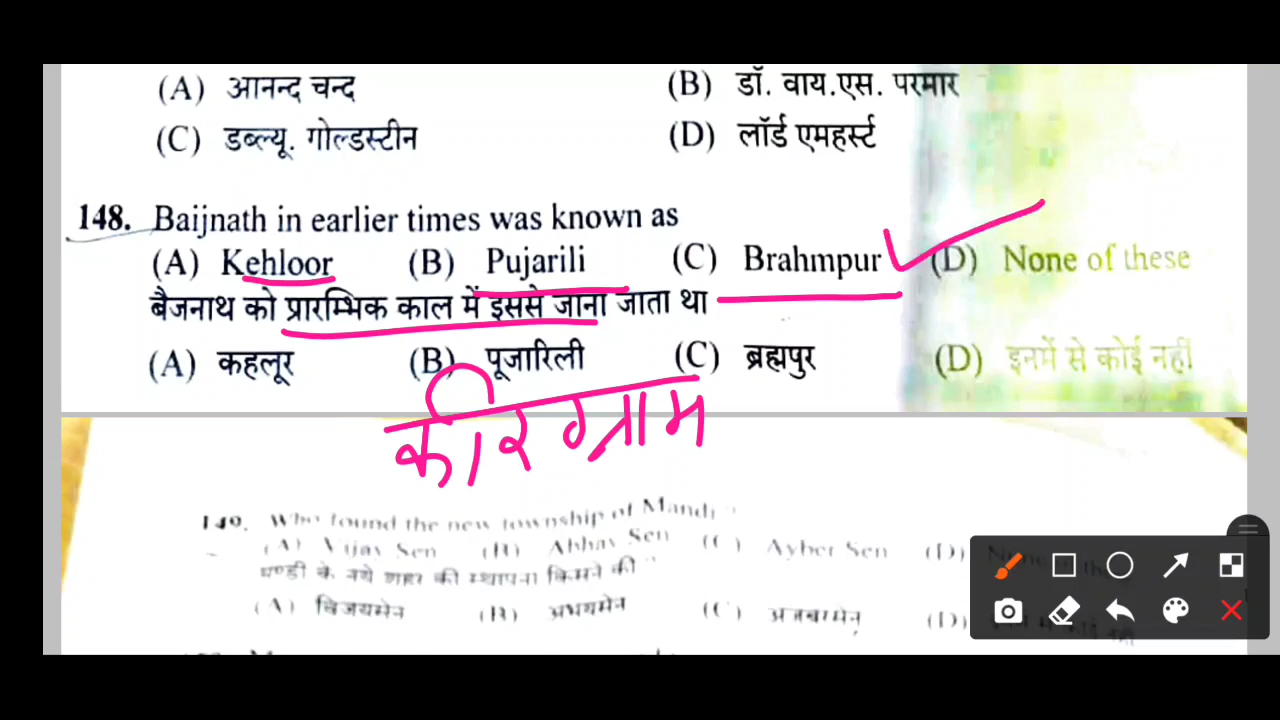 (A) आनन्द चन्द (B) डॉ. वाय.एस. परमार
(C) डब्ल्यू. गोल्डस्टीन (D) लॉर्ड एमहर्स्ट
148. Baijnath in earlier times was known as
(A) Kehloor (B) Pujarili (C) Brahmpur (D) None of these
बैजनाथ को प्रारम्भिक काल में इससे जाना जाता था
(A) कहलूर (B) पूजारिली (C) ब्रह्मपुर (D) इनमें से कोई नहीं
कीरग्राम
149. Who found the new township of Mandi
(A) Vijay Sen (B) Abhay Sen (C) Ayber Sen (D)
मण्डी के नये शहर की स्थापना किसने की
(A) विजयसेन (B) अभयसेन (C) (D)